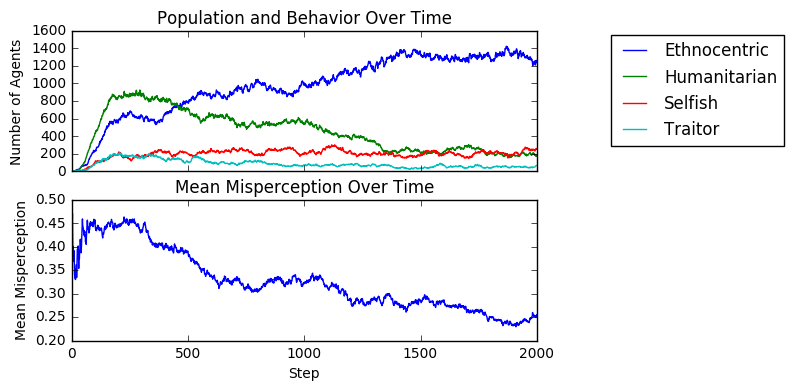 Population and Behavior Over Time
1600
1400
1200
1000
800
600
400
200
0
Number of Agents
Ethnocentric
Humanitarian
Selfish
Traitor
Mean Misperception Over Time
0.50
0.45
0.40
0.35
0.30
0.25
0.20
Mean Misperception
0 500 1000 1500 2000
Step